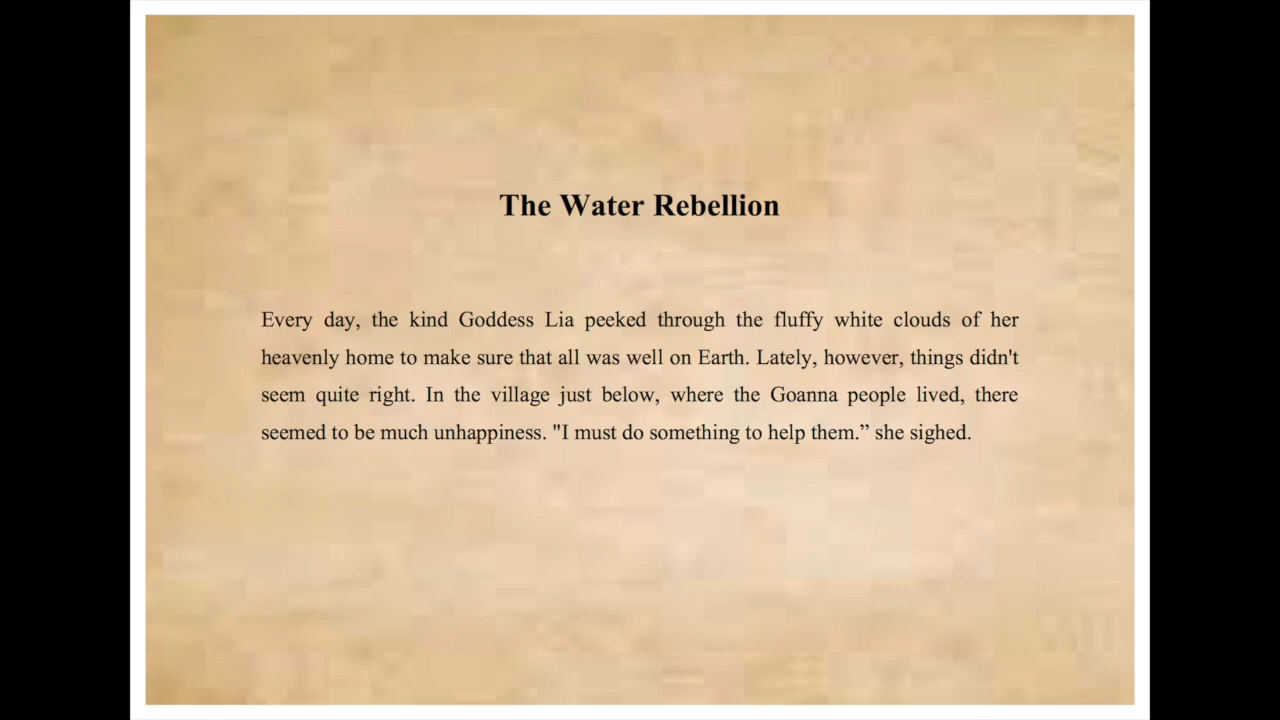 The Water Rebellion
Every day, the kind Goddess Lia peeked through the fluffy white clouds of her
heavenly home to make sure that all was well on Earth. Lately, however, things didn't
seem quite right. In the village just below, where the Goanna people lived, there
seemed to be much unhappiness. "I must do something to help them.” she sighed.